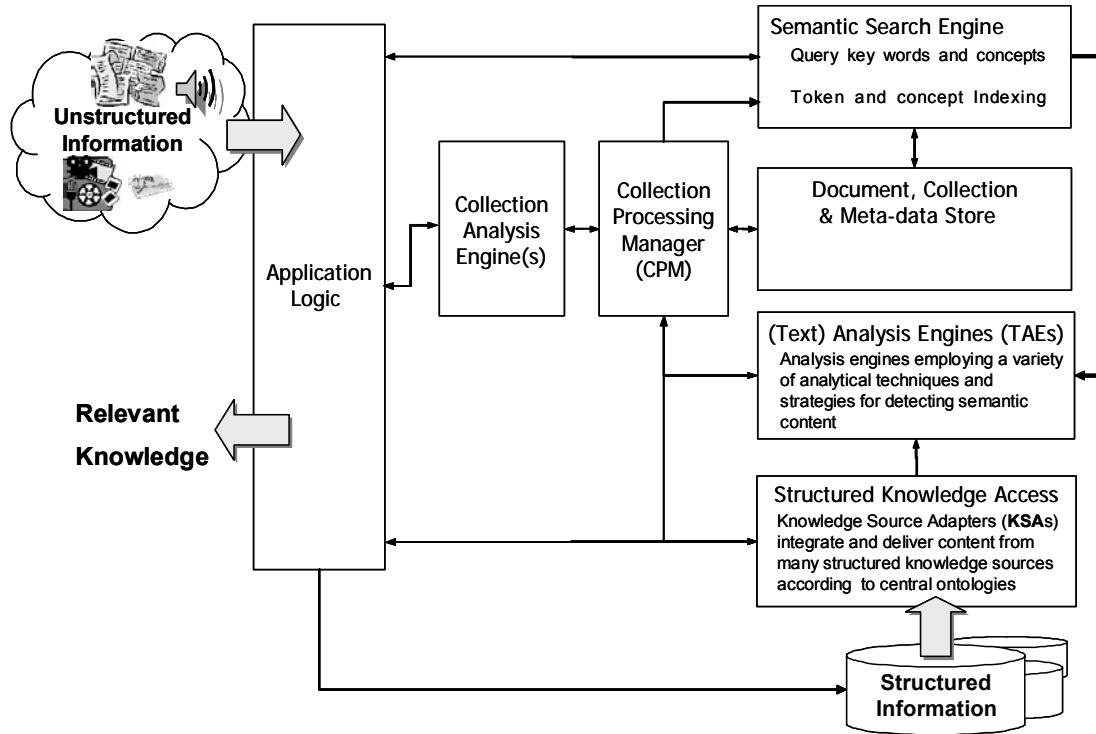 Unstructured
Information
Application
Logic
Relevant
Knowledge
Collection
Analysis
Engine(s)
Collection
Processing
Manager
(CPM)
Semantic Search Engine
Query key words and concepts
Token and concept Indexing
Document, Collection
& Meta-data Store
(Text) Analysis Engines (TAEs)
Analysis engines employing a variety
of analytical techniques and
strategies for detecting semantic
content
Structured Knowledge Access
Knowledge Source Adapters (KSAs)
integrate and deliver content from
many structured knowledge sources
according to central ontologies
Structured
Information